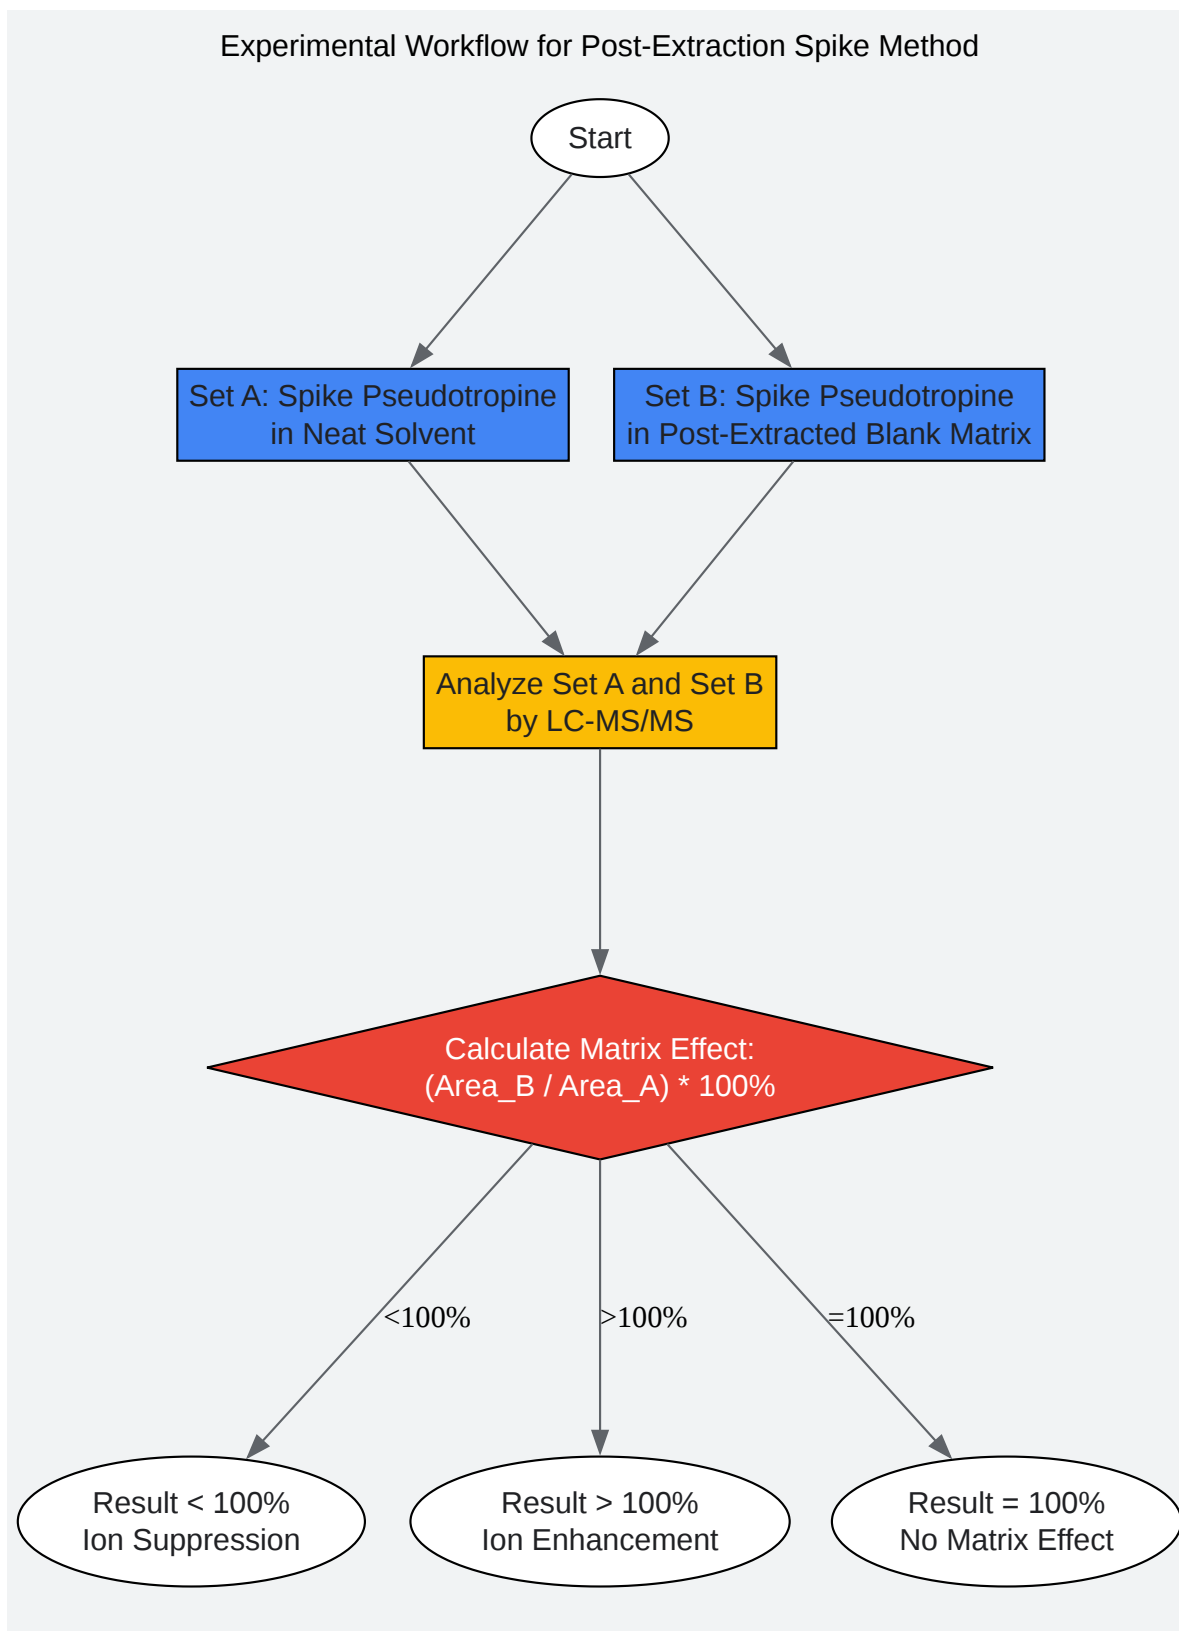 Experimental Workflow for Post-Extraction Spike Method
Start
Set A: Spike Pseudotropine
in Neat Solvent
Set B: Spike Pseudotropine
in Post-Extracted Blank Matrix
Analyze Set A and Set B
by LC-MS/MS
Calculate Matrix Effect:
(Area_B / Area_A) * 100%
<100%
>100%
=100%
Result < 100%
Ion Suppression
Result > 100%
Ion Enhancement
Result = 100%
No Matrix Effect